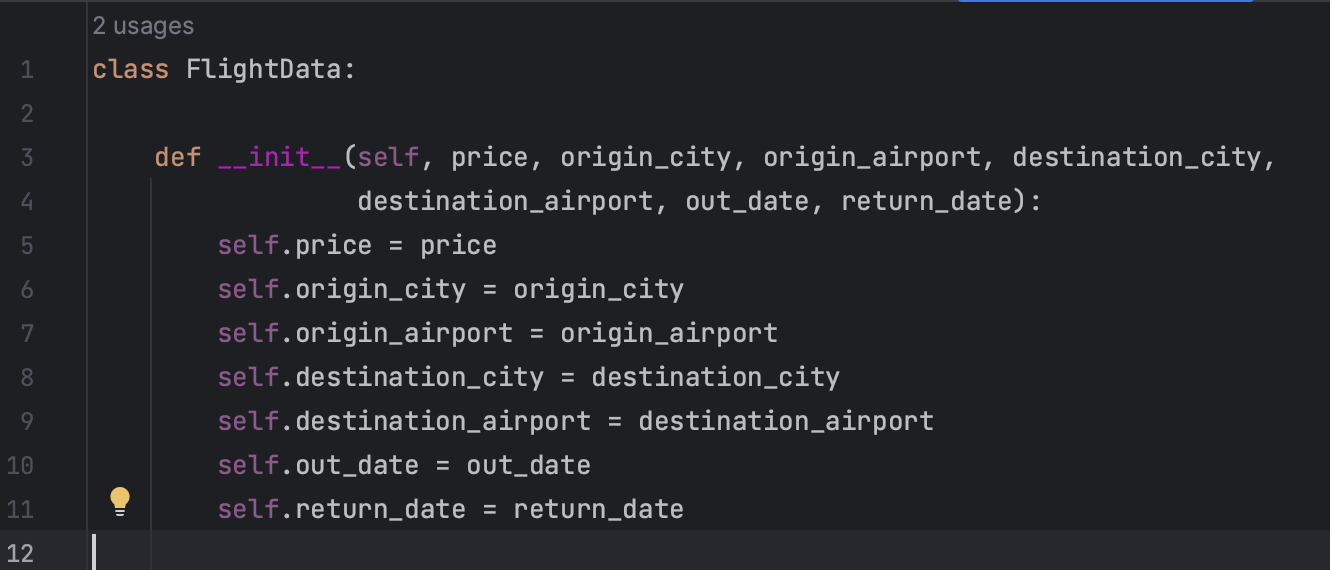 2 usages
1 class FlightData:
2
3     def __init__(self, price, origin_city, origin_airport, destination_city,
4                  destination_airport, out_date, return_date):
5         self.price = price
6         self.origin_city = origin_city
7         self.origin_airport = origin_airport
8         self.destination_city = destination_city
9         self.destination_airport = destination_airport
10         self.out_date = out_date
11         self.return_date = return_date
12